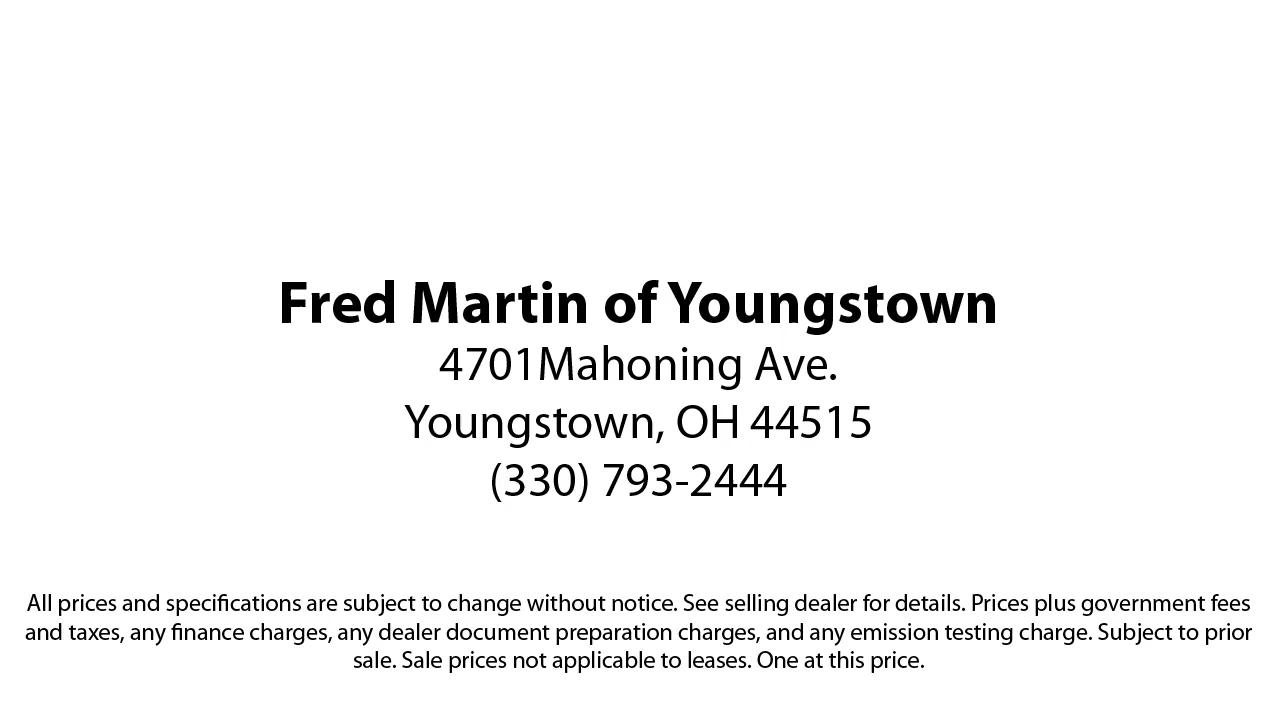 Fred Martin of Youngstown
4701Mahoning Ave.
Youngstown, OH 44515
(330) 793-2444
All prices and specifications are subject to change without notice. See selling dealer for details. Prices plus government fees
and taxes, any finance charges, any dealer document preparation charges, and any emission testing charge. Subject to prior
sale. Sale prices not applicable to leases. One at this price.